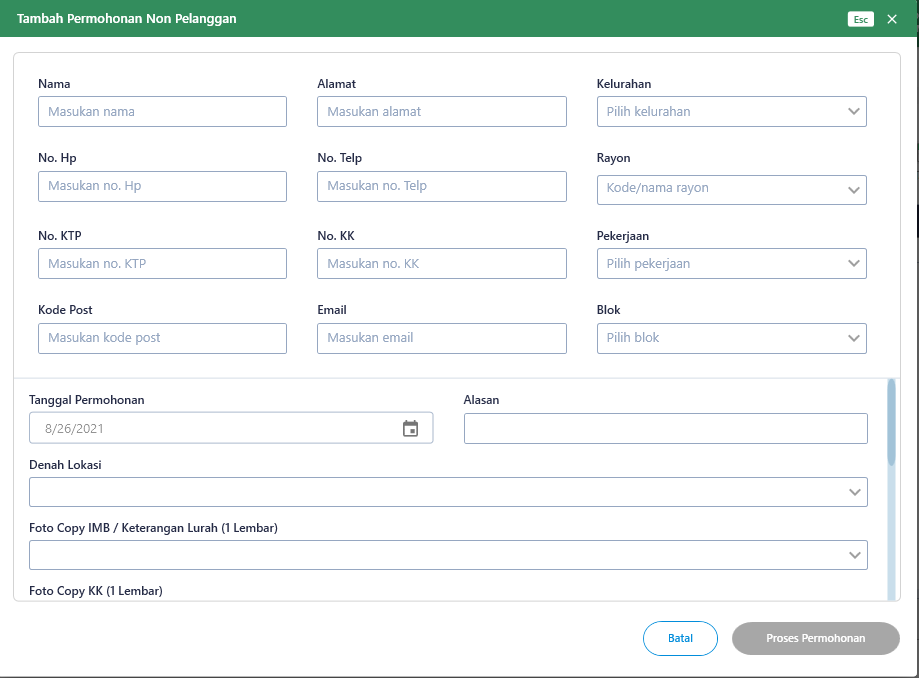 Tambah Permohonan Non Pelanggan
Esc
Nama
Alamat
Kelurahan
Masukan nama
Masukan alamat
Pilih kelurahan
No. Hp
No. Telp
Rayon
Masukan no. Hp
Masukan no. Telp
Kode/nama rayon
No. KTP
No. KK
Pekerjaan
Masukan no. KTP
Masukan no. KK
Pilih pekerjaan
Kode Post
Email
Blok
Masukan kode post
Masukan email
Pilih blok
Tanggal Permohonan
Alasan
8/26/2021
Denah Lokasi
Foto Copy IMB / Keterangan Lurah (1 Lembar)
Foto Copy KK (1 Lembar)
Batal
Proses Permohonan